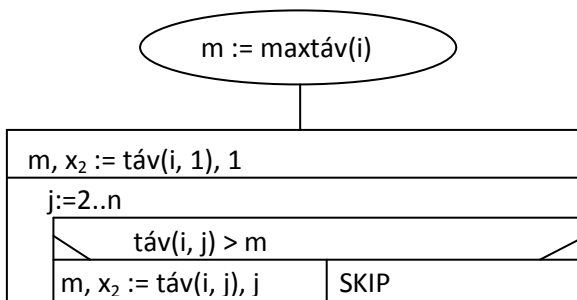 m := maxtáv(i)
m, x₂ := táv(i, 1), 1
j:=2..n
táv(i, j) > m
m, x₂ := táv(i, j), j SKIP